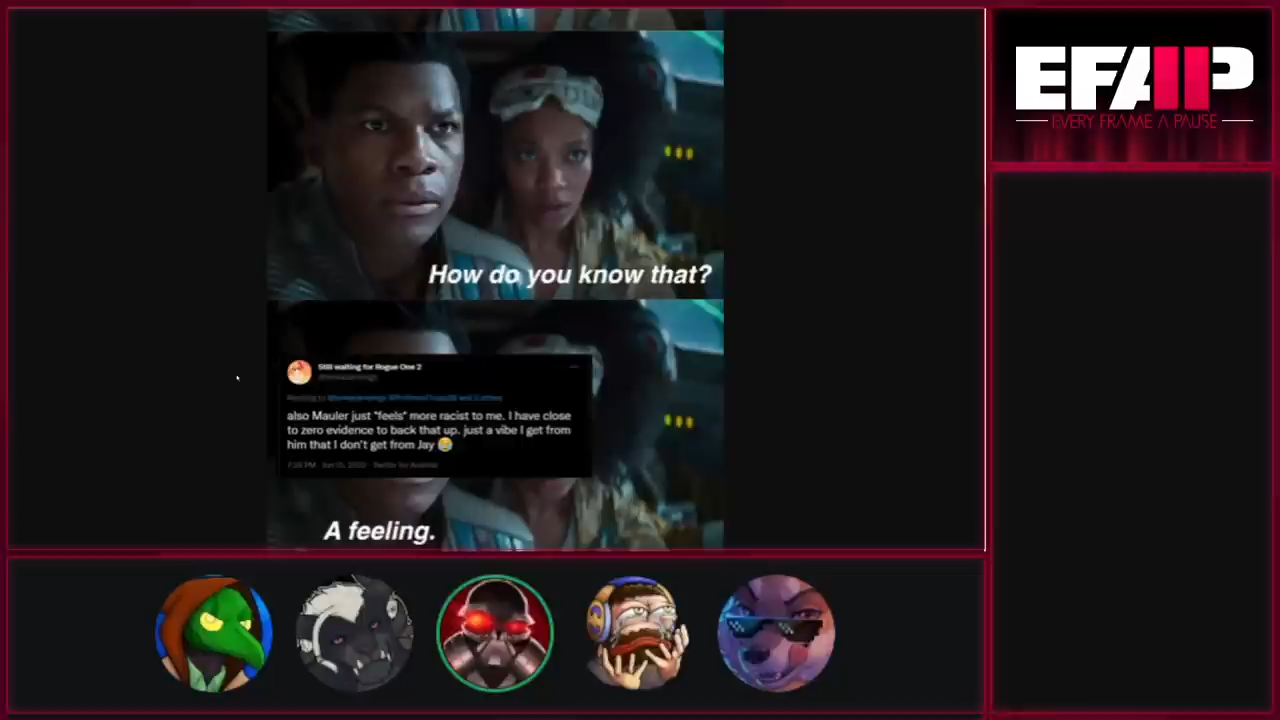 EFAP
EVERY FRAME A PAUSE
How do you know that?
Still waiting for Rogue One 2
also Mauler just "feels" more racist to me. I have close
to zero evidence to back that up. just a vibe I get from
him that I don't get from Jay 😂
A feeling.